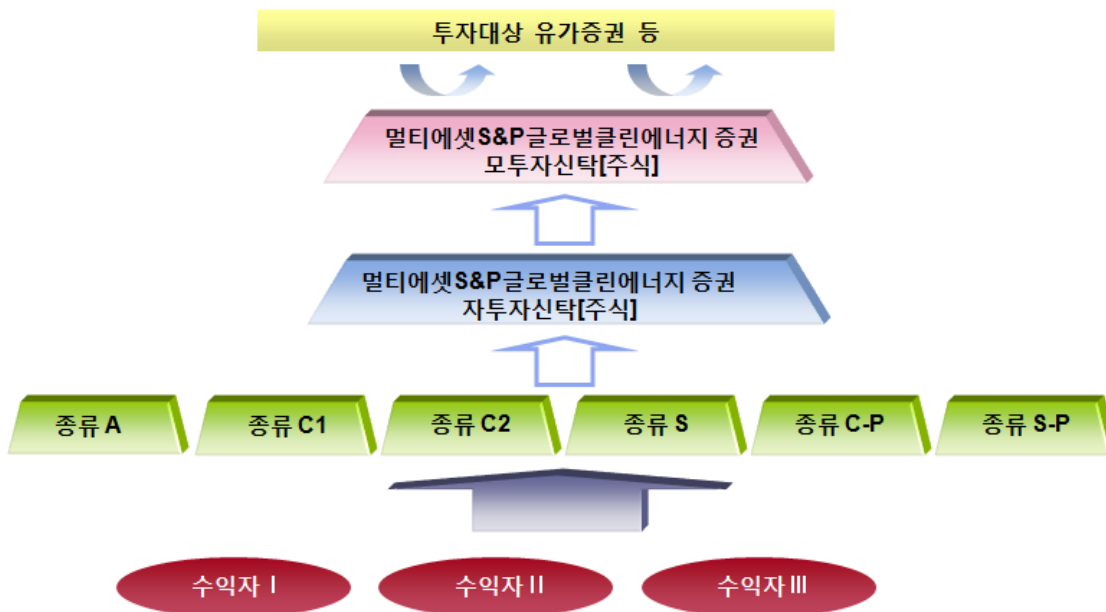 투자대상 유가증권 등
멀티에셋S&P글로벌클린에너지 증권
모투자신탁[주식]
멀티에셋S&P글로벌클린에너지 증권
자투자신탁[주식]
종류 A
종류 C1
종류 C2
종류 S
종류 C-P
종류 S-P
수익자 Ⅰ
수익자 Ⅱ
수익자 Ⅲ